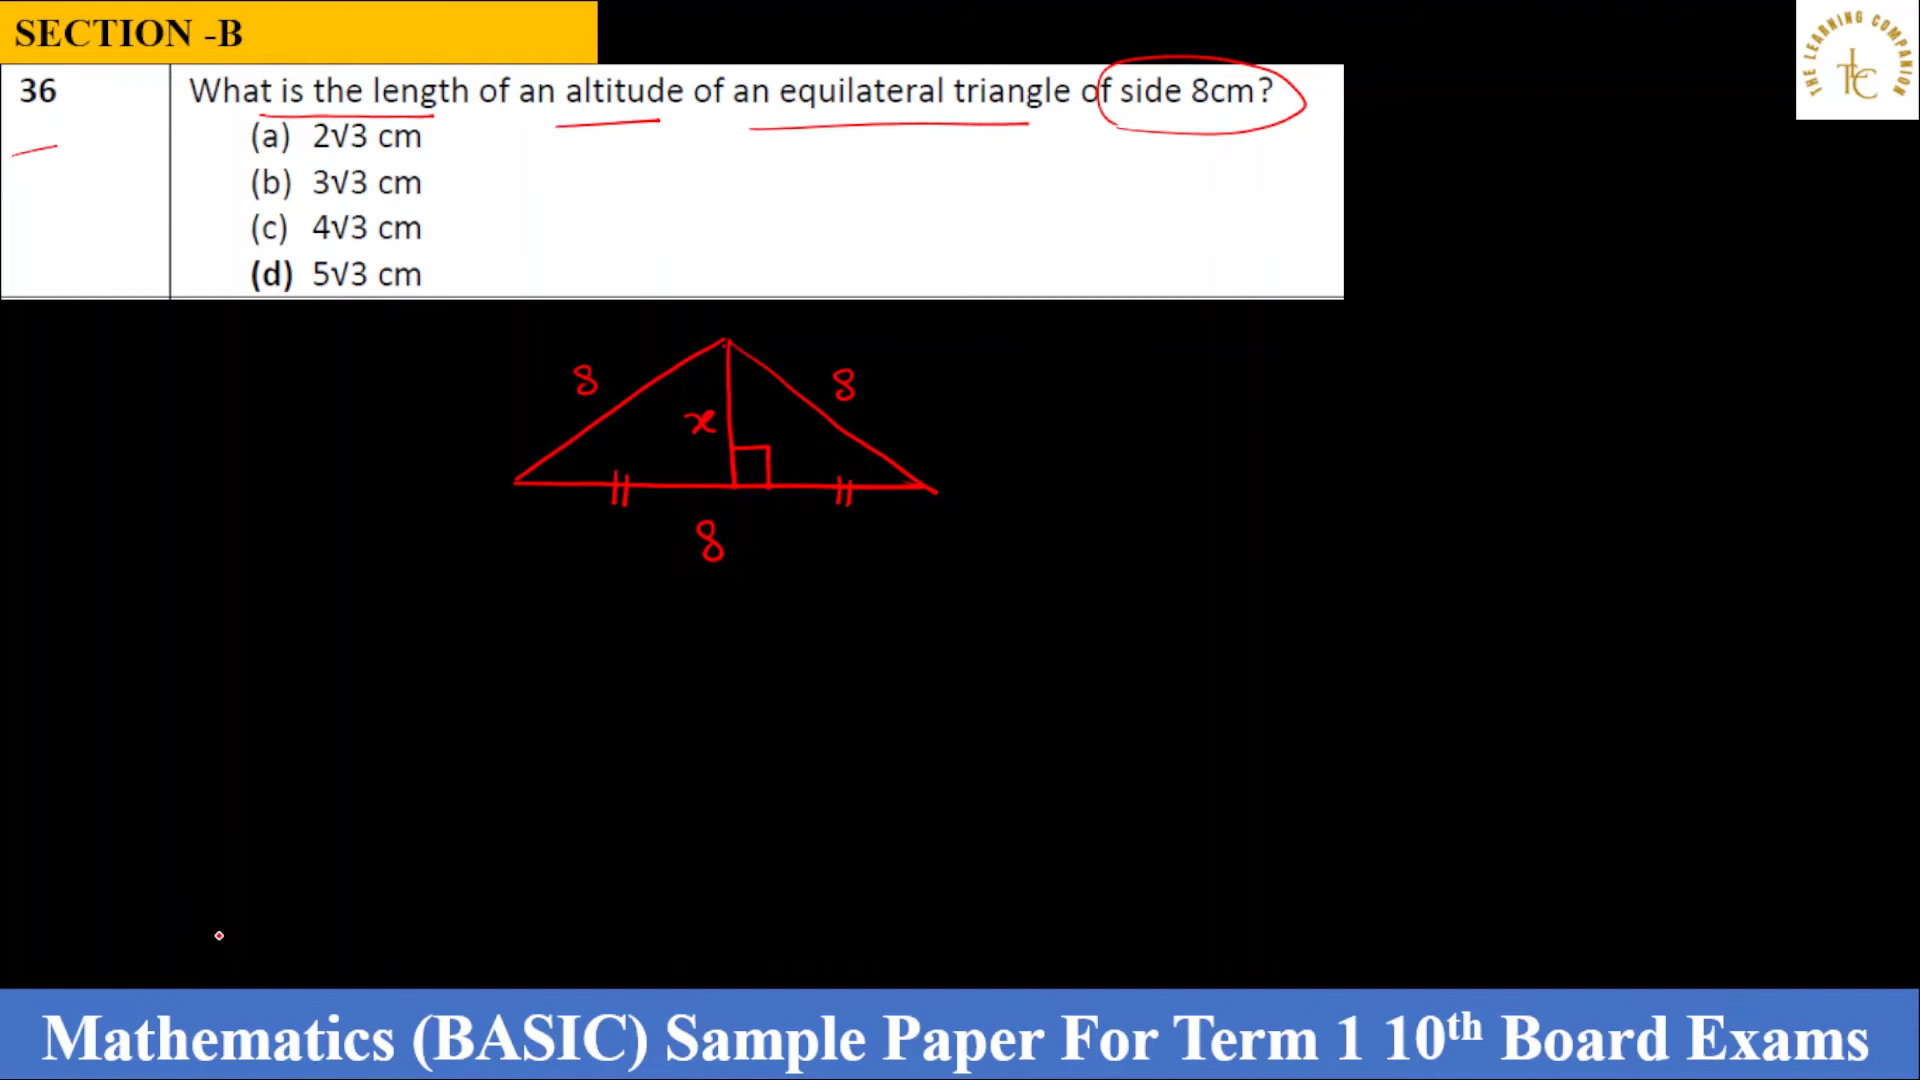 SECTION -B
THE LEARNING COMPANION
TLC
36 What is the length of an altitude of an equilateral triangle of side 8cm?
(a) 2√3 cm
(b) 3√3 cm
(c) 4√3 cm
(d) 5√3 cm
8 8
x
8
Mathematics (BASIC) Sample Paper For Term 1 10th Board Exams